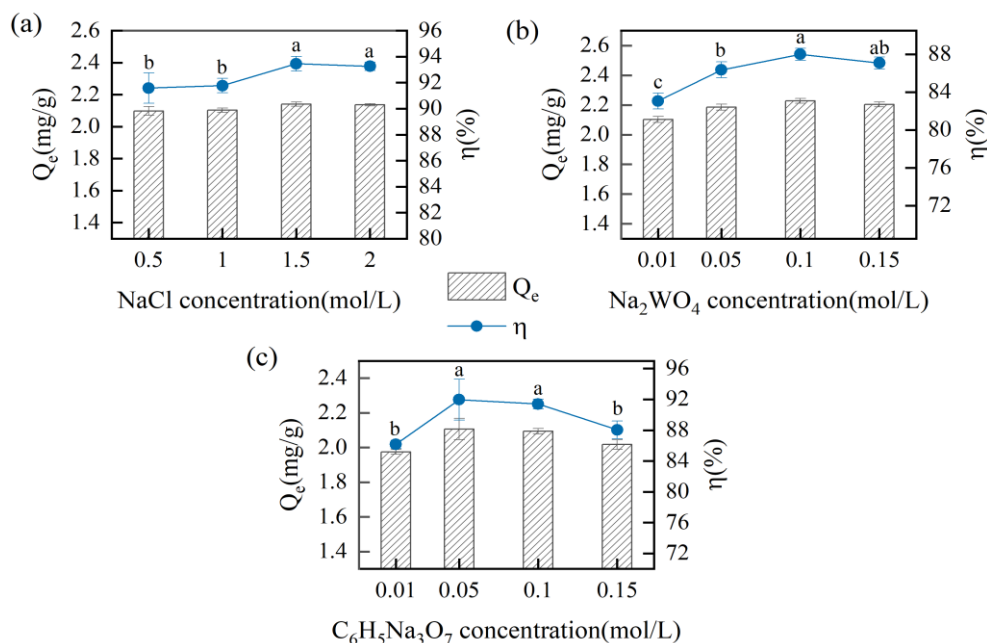 (a)
2.6
2.4
2.2
2.0
1.8
1.6
1.4
Qe(mg/g)
b
b
a
a
96
94
92
90
88
86
84
82
80
η(%)
0.5 1 1.5 2
NaCl concentration(mol/L)
(b)
2.6
2.4
2.2
2.0
1.8
1.6
1.4
Qe(mg/g)
c
b
a
ab
88
84
80
76
72
η(%)
0.01 0.05 0.1 0.15
Na2WO4 concentration(mol/L)
Qe
η
(c)
2.4
2.2
2.0
1.8
1.6
1.4
Qe(mg/g)
b
a
a
b
96
92
88
84
80
76
72
η(%)
0.01 0.05 0.1 0.15
C6H5Na3O7 concentration(mol/L)